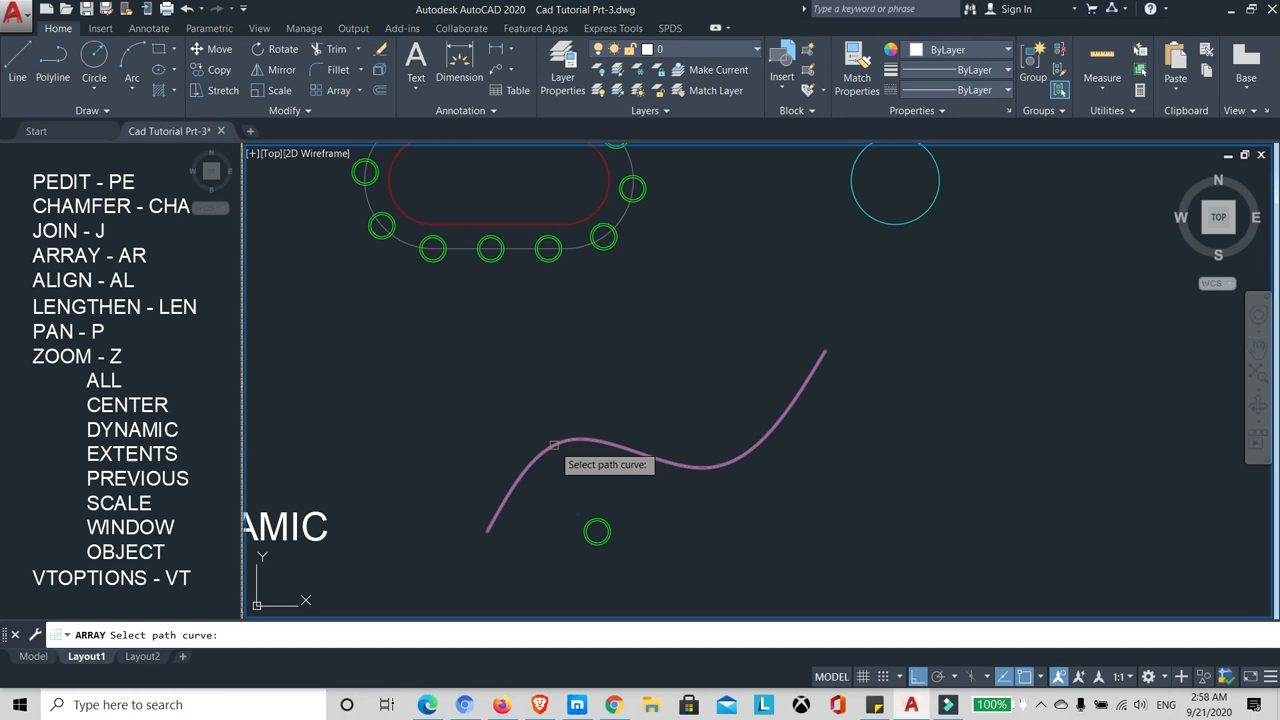 Autodesk AutoCAD 2020 Cad Tutorial Prt-3.dwg
Type a keyword or phrase
Sign In
Home Insert Annotate Parametric View Manage Output Add-ins Collaborate Express Tools Featured Apps SPDS
Line Polyline Circle Arc
Move Rotate Trim
Copy Mirror Fillet
Stretch Scale Array
Text Dimension
Table
Layer
Properties
0
Make Current
Match Layer
Insert
Match
Properties
ByLayer
ByLayer
ByLayer
Group
Measure
Paste
Base
Draw Modify Annotation Layers Block Properties Groups Utilities Clipboard View
Start
Cad Tutorial Prt-3*
[+][Top][2D Wireframe]
PEDIT - PE
CHAMFER - CHA
JOIN - J
ARRAY - AR
ALIGN - AL
LENGTHEN - LEN
PAN - P
ZOOM - Z
ALL
CENTER
DYNAMIC
EXTENTS
PREVIOUS
SCALE
WINDOW
OBJECT
VTOPTIONS - VT
N
W TOP E
S
WCS
Select path curve:
AMIC
Y
X
ARRAY Select path curve:
Model Layout1 Layout2
MODEL
1:1
Type here to search
100%
ENG
2:58 AM
9/21/2020